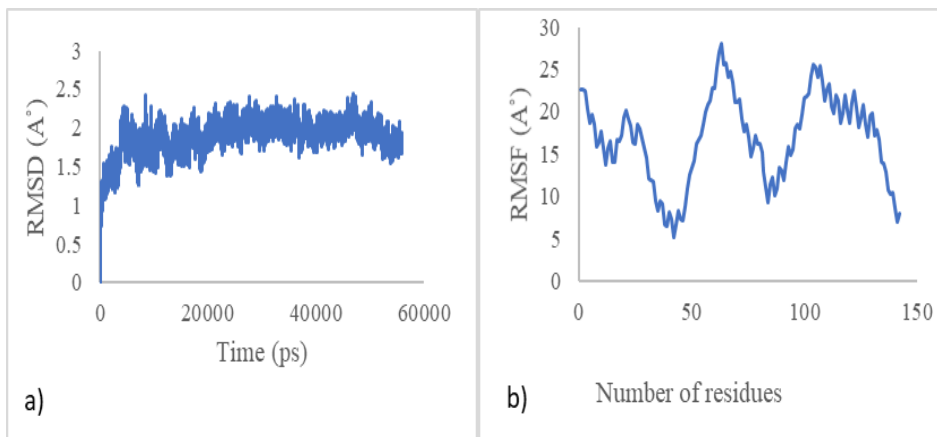 3
2.5
2
1.5
1
0.5
0
RMSD (A˚)
0 20000 40000 60000
Time (ps)
a)
30
25
20
15
10
5
0
RMSF (A˚)
0 50 100 150
Number of residues
b)